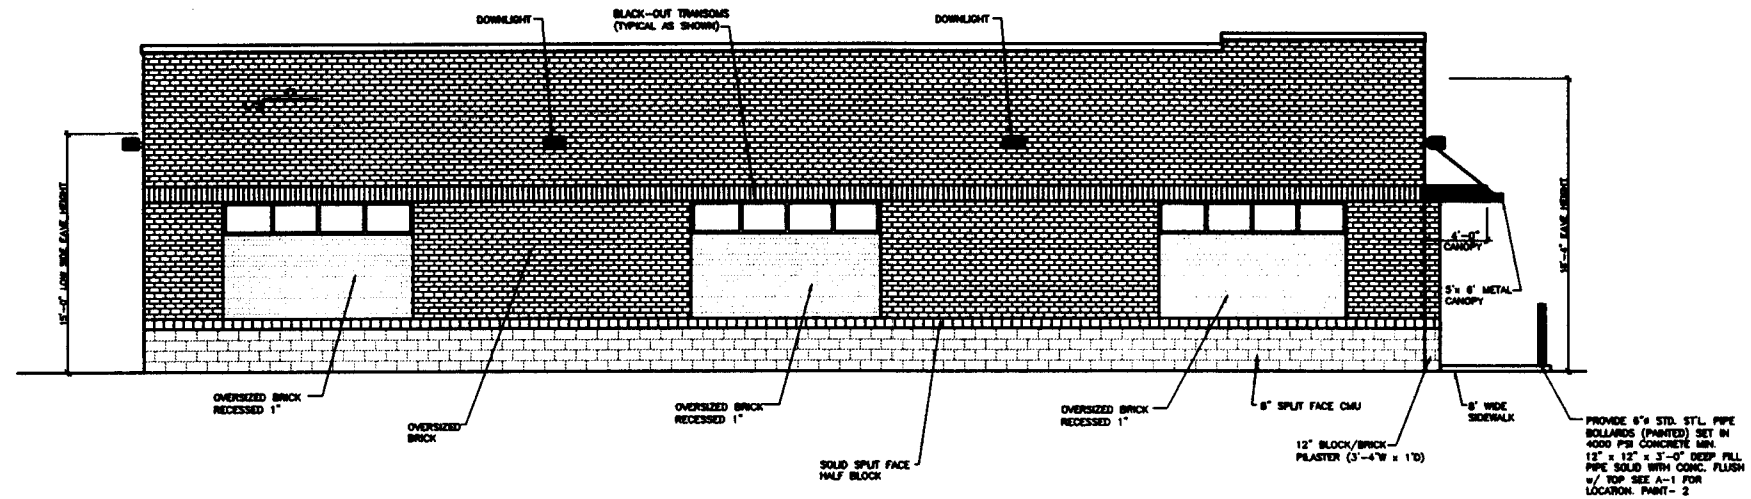 DOWNLIGHT
BLACK-OUT TRANSOMS
(TYPICAL AS SHOWN)
DOWNLIGHT
15'-0" LOW SIDE EAVE HEIGHT
EAVE HEIGHT
4'-0"
CANOPY
5'x 6' METAL
CANOPY
OVERSIZED BRICK
RECESSED 1"
OVERSIZED
BRICK
OVERSIZED BRICK
RECESSED 1"
SOLID SPLIT FACE
HALF BLOCK
OVERSIZED BRICK
RECESSED 1"
8" SPLIT FACE CMU
12" BLOCK/BRICK
PILASTER (3'-4"W x 1"D)
WIDE
SIDEWALK
PROVIDE 6"ø STD. ST'L. PIPE
BOLLARDS (PAINTED) SET IN
4000 PSI CONCRETE MIN.
12" x 12" x 3'-0" DEEP FILL
PIPE SOLID WITH CONC. FLUSH
w/ TOP SEE A-1 FOR
LOCATION. PAINT- 2